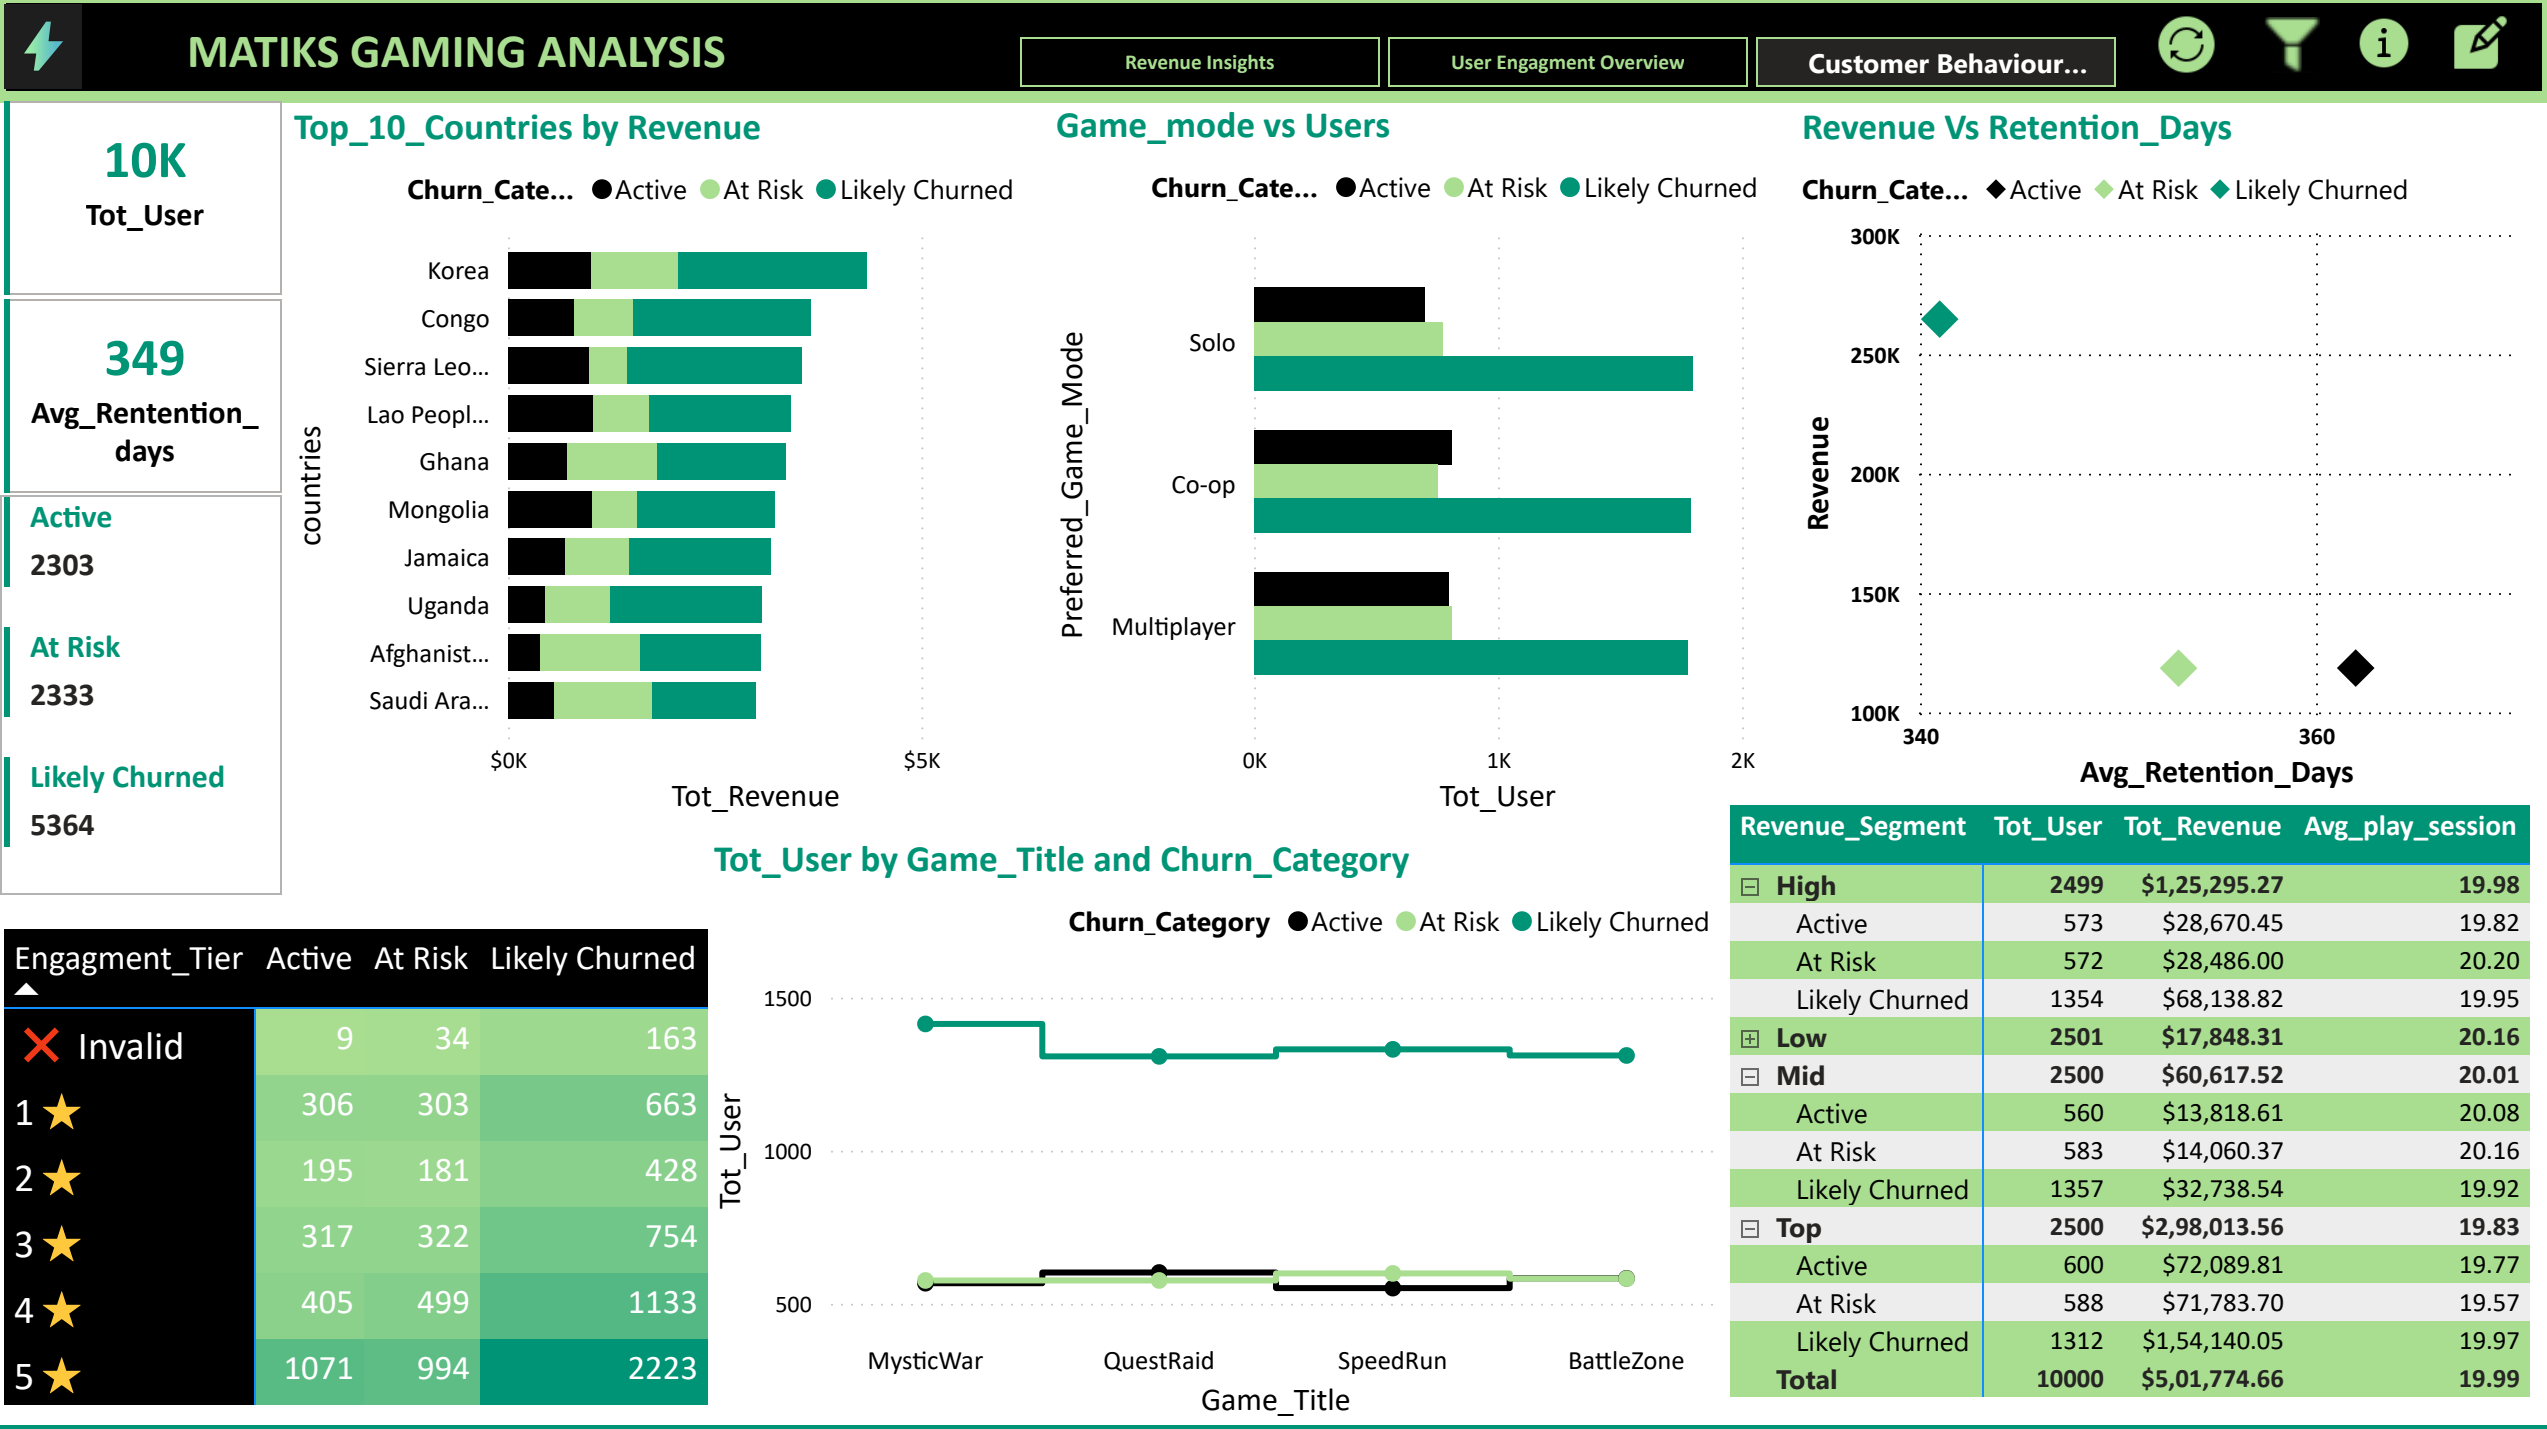 MATIKS GAMING ANALYSIS
Revenue Insights
User Engagment Overview
Customer Behaviour...
10K
Tot_User
349
Avg_Rentention_
days
Active
2303
At Risk
2333
Likely Churned
5364
Top_10_Countries by Revenue
Churn_Cate... Active At Risk Likely Churned
countries
Korea
Congo
Sierra Leo...
Lao Peopl...
Ghana
Mongolia
Jamaica
Uganda
Afghanist...
Saudi Ara...
$0K $5K
Tot_Revenue
Game_mode vs Users
Churn_Cate... Active At Risk Likely Churned
Preferred_Game_Mode
Solo
Co-op
Multiplayer
0K 1K 2K
Tot_User
Revenue Vs Retention_Days
Churn_Cate... Active At Risk Likely Churned
Revenue
300K
250K
200K
150K
100K
340 360
Avg_Retention_Days
Engagment_Tier Active At Risk Likely Churned
Invalid 9 34 163
1 306 303 663
2 195 181 428
3 317 322 754
4 405 499 1133
5 1071 994 2223
Tot_User by Game_Title and Churn_Category
Churn_Category Active At Risk Likely Churned
Tot_User
1500
1000
500
MysticWar QuestRaid SpeedRun BattleZone
Game_Title
Revenue_Segment Tot_User Tot_Revenue Avg_play_session
High 2499 $1,25,295.27 19.98
Active 573 $28,670.45 19.82
At Risk 572 $28,486.00 20.20
Likely Churned 1354 $68,138.82 19.95
Low 2501 $17,848.31 20.16
Mid 2500 $60,617.52 20.01
Active 560 $13,818.61 20.08
At Risk 583 $14,060.37 20.16
Likely Churned 1357 $32,738.54 19.92
Top 2500 $2,98,013.56 19.83
Active 600 $72,089.81 19.77
At Risk 588 $71,783.70 19.57
Likely Churned 1312 $1,54,140.05 19.97
Total 10000 $5,01,774.66 19.99